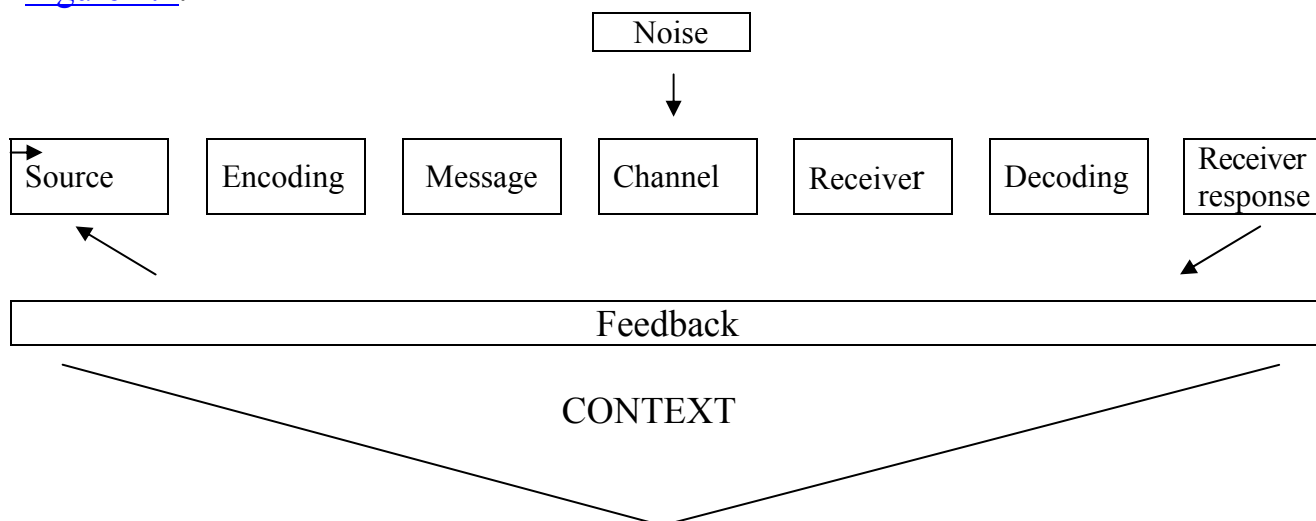 Noise
Source
Encoding
Message
Channel
Receiver
Decoding
Receiver
response
Feedback
CONTEXT